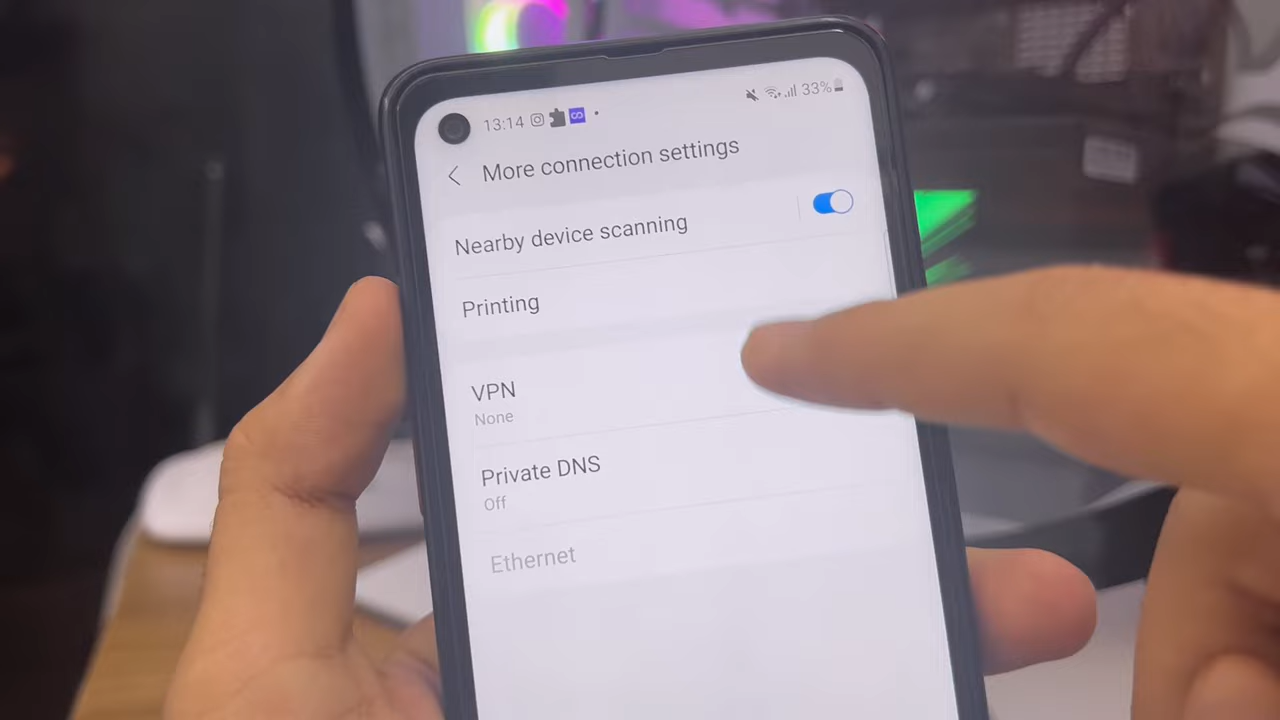 13:14 33%
More connection settings
Nearby device scanning
Printing
VPN
None
Private DNS
Off
Ethernet